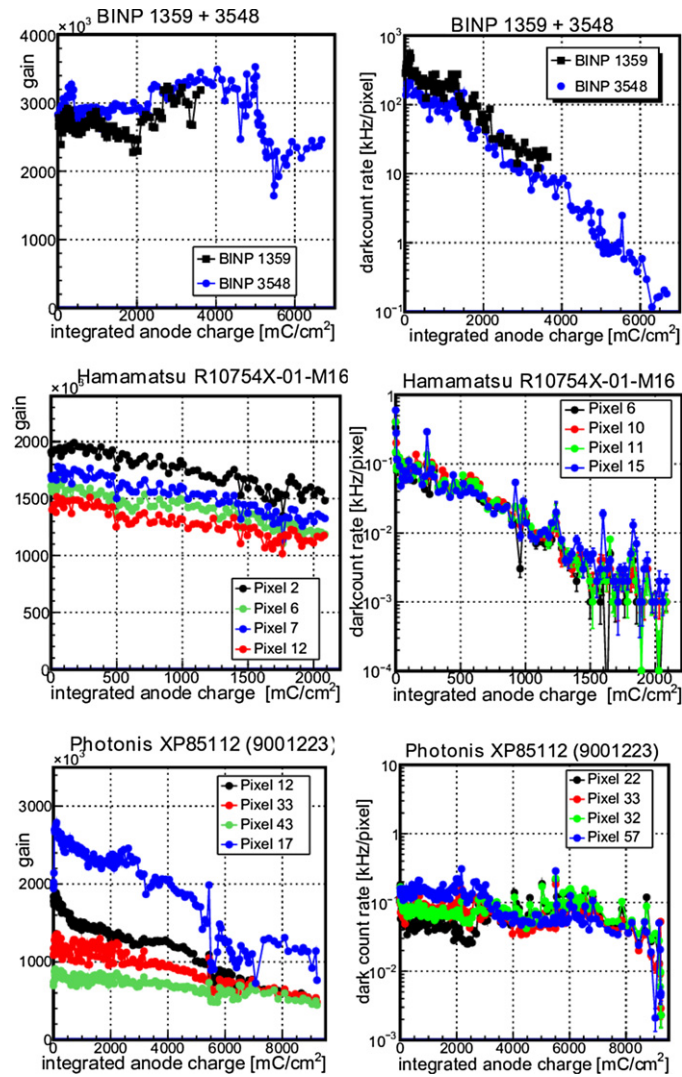 BINP 1359 + 3548
×10³
gain
4000
3000
2000
1000
0
BINP 1359
BINP 3548
0 2000 4000 6000
integrated anode charge [mC/cm²]
BINP 1359 + 3548
darkcount rate [kHz/pixel]
10³
10²
10
1
10⁻¹
BINP 1359
BINP 3548
0 2000 4000 6000
integrated anode charge [mC/cm²]
Hamamatsu R10754X-01-M16
×10³
gain
2000
1500
1000
500
0
Pixel 2
Pixel 6
Pixel 7
Pixel 12
0 500 1000 1500 2000
integrated anode charge [mC/cm²]
Hamamatsu R10754X-01-M16
darkcount rate [kHz/pixel]
1
10⁻¹
10⁻²
10⁻³
10⁻⁴
Pixel 6
Pixel 10
Pixel 11
Pixel 15
0 500 1000 1500 2000
integrated anode charge [mC/cm²]
Photonis XP85112 (9001223)
×10³
gain
3000
2000
1000
0
Pixel 12
Pixel 33
Pixel 43
Pixel 17
0 2000 4000 6000 8000
integrated anode charge [mC/cm²]
Photonis XP85112 (9001223)
dark count rate [kHz/pixel]
10
1
10⁻¹
10⁻²
10⁻³
Pixel 22
Pixel 33
Pixel 32
Pixel 57
0 2000 4000 6000 8000
integrated anode charge [mC/cm²]